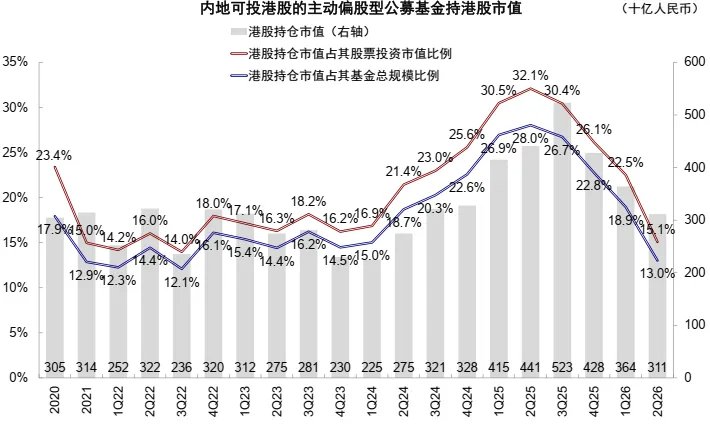 内地可投港股的主动偏股型公募基金持港股市值
（十亿人民币）
港股持仓市值（右轴）
港股持仓市值占其股票投资市值比例
港股持仓市值占其基金总规模比例
35% 600
30% 500
25% 400
20% 300
15% 200
10% 100
5% 0
0%
23.4% 15.0% 14.2% 16.0% 14.0% 18.0% 17.1% 16.3% 18.2% 16.2% 16.9% 21.4% 23.0% 25.6% 30.5% 32.1% 30.4% 26.1% 22.5% 15.1%
17.9% 12.9% 12.3% 14.4% 12.1% 16.1% 15.4% 14.4% 16.2% 14.5% 15.0% 18.7% 20.3% 22.6% 26.9% 28.0% 26.7% 22.8% 18.9% 13.0%
305 314 252 322 236 320 312 275 281 230 225 275 321 328 415 441 523 428 364 311
2020 2021 1Q22 2Q22 3Q22 4Q22 1Q23 2Q23 3Q23 4Q23 1Q24 2Q24 3Q24 4Q24 1Q25 2Q25 3Q25 4Q25 1Q26 2Q26